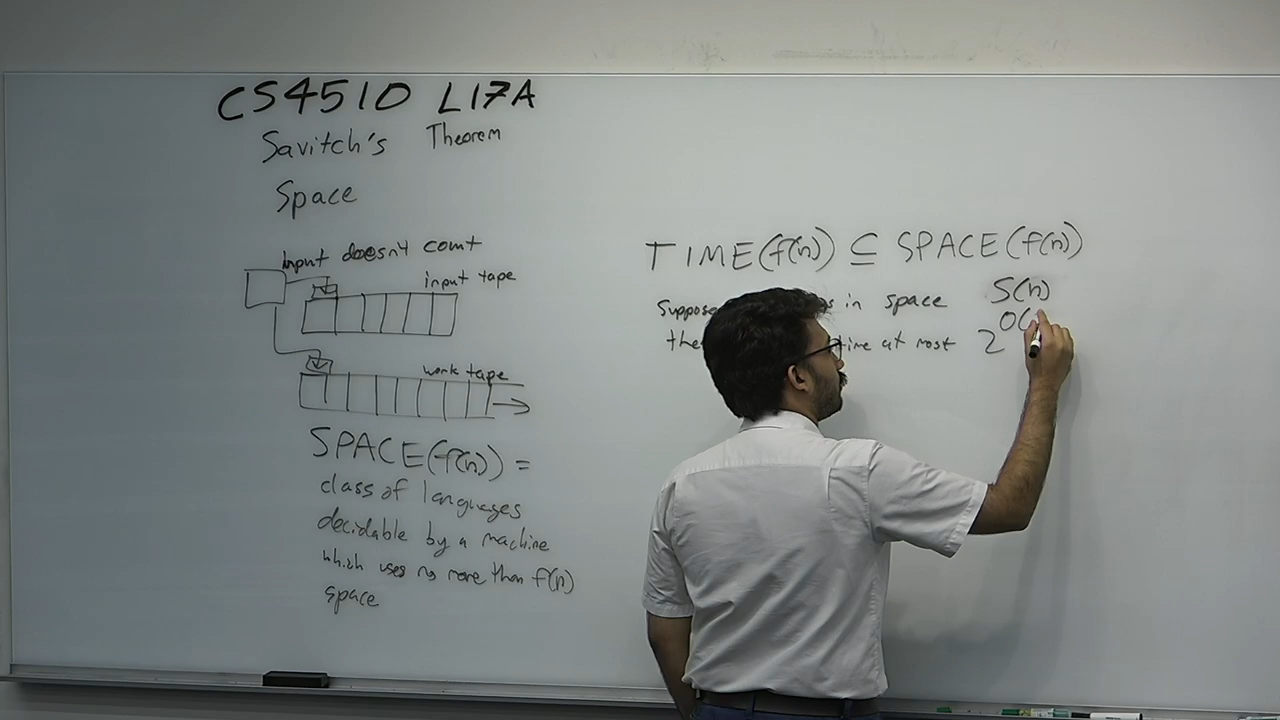 CS4510 L17A
Savitch's Theorem
Space
input doesn't count
input tape
work tape
SPACE(f(n)) =
class of languages
decidable by a machine
which uses no more than f(n)
space
TIME(f(n)) ⊆ SPACE(f(n))
Suppose in space S(n)
time at most 2^O(